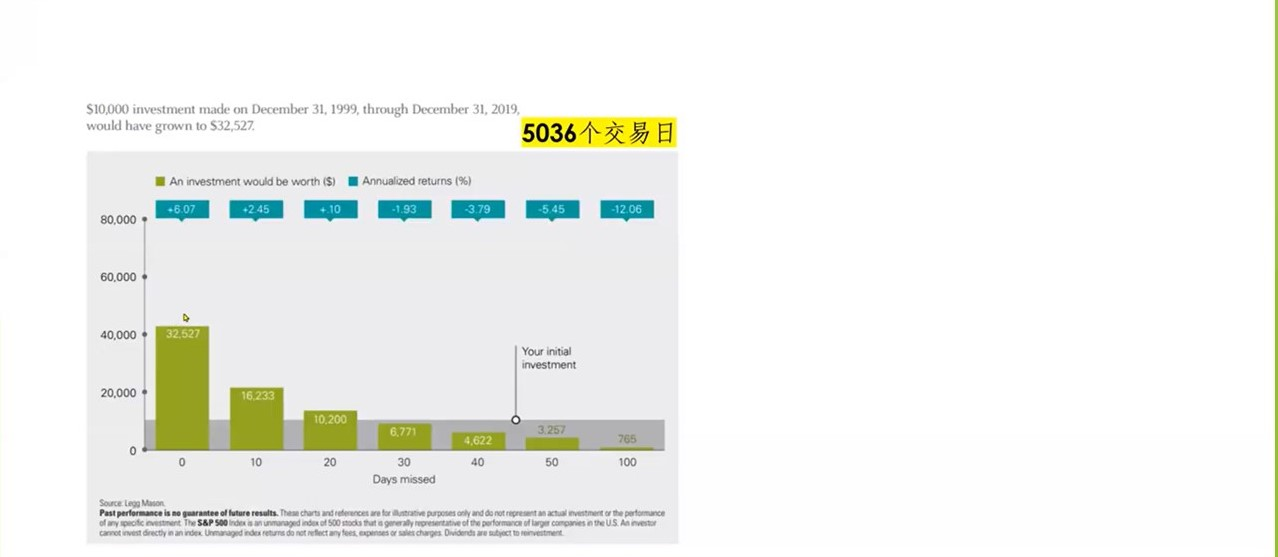 $10,000 investment made on December 31, 1999, through December 31, 2019,
would have grown to $32,527.
5036个交易日
An investment would be worth ($) Annualized returns (%)
+6.07 +2.45 +.10 -1.93 -3.79 -5.45 -12.06
80,000
60,000
40,000
20,000
0
32,527
16,233
10,200
6,771
4,622
3,257
765
Your initial
investment
0 10 20 30 40 50 100
Days missed
Source: Legg Mason.
Past performance is no guarantee of future results. These charts and references are for illustrative purposes only and do not represent an actual investment or the performance
of any specific investment. The S&P 500 Index is an unmanaged index of 500 stocks that is generally representative of the performance of larger companies in the U.S. An investor
cannot invest directly in an index. Unmanaged index returns do not reflect any fees, expenses or sales charges. Dividends are subject to reinvestment.